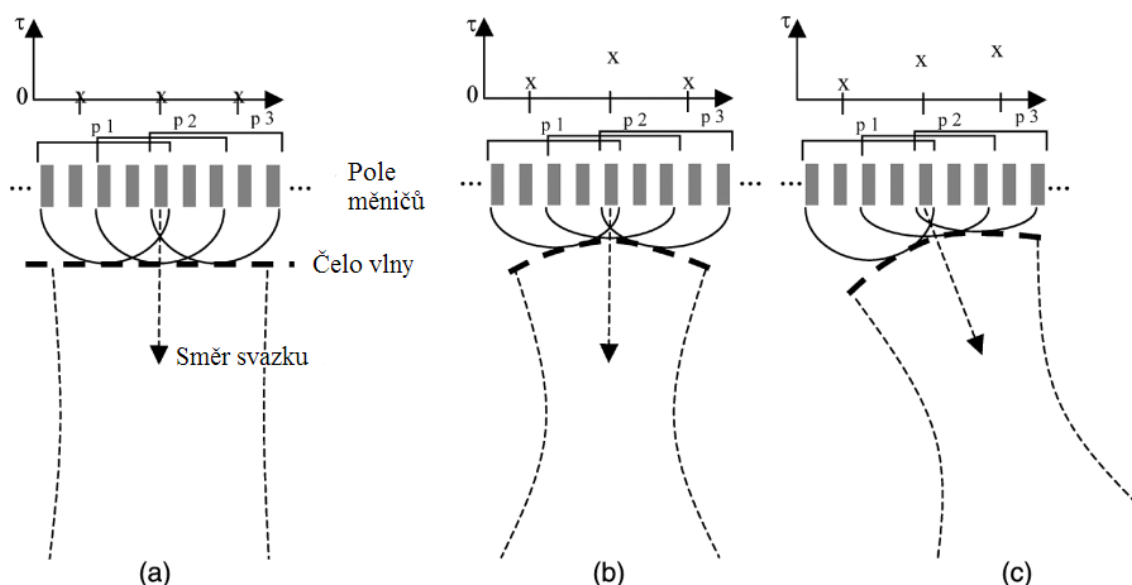 τ
0
p 1
p 2
p 3
...
...
Pole
měničů
Čelo vlny
Směr svazku
(a)
τ
0
p 1
p 2
p 3
...
...
(b)
τ
p 1
p 2
p 3
...
...
(c)
x
x
x
x
x
x
x
x
x